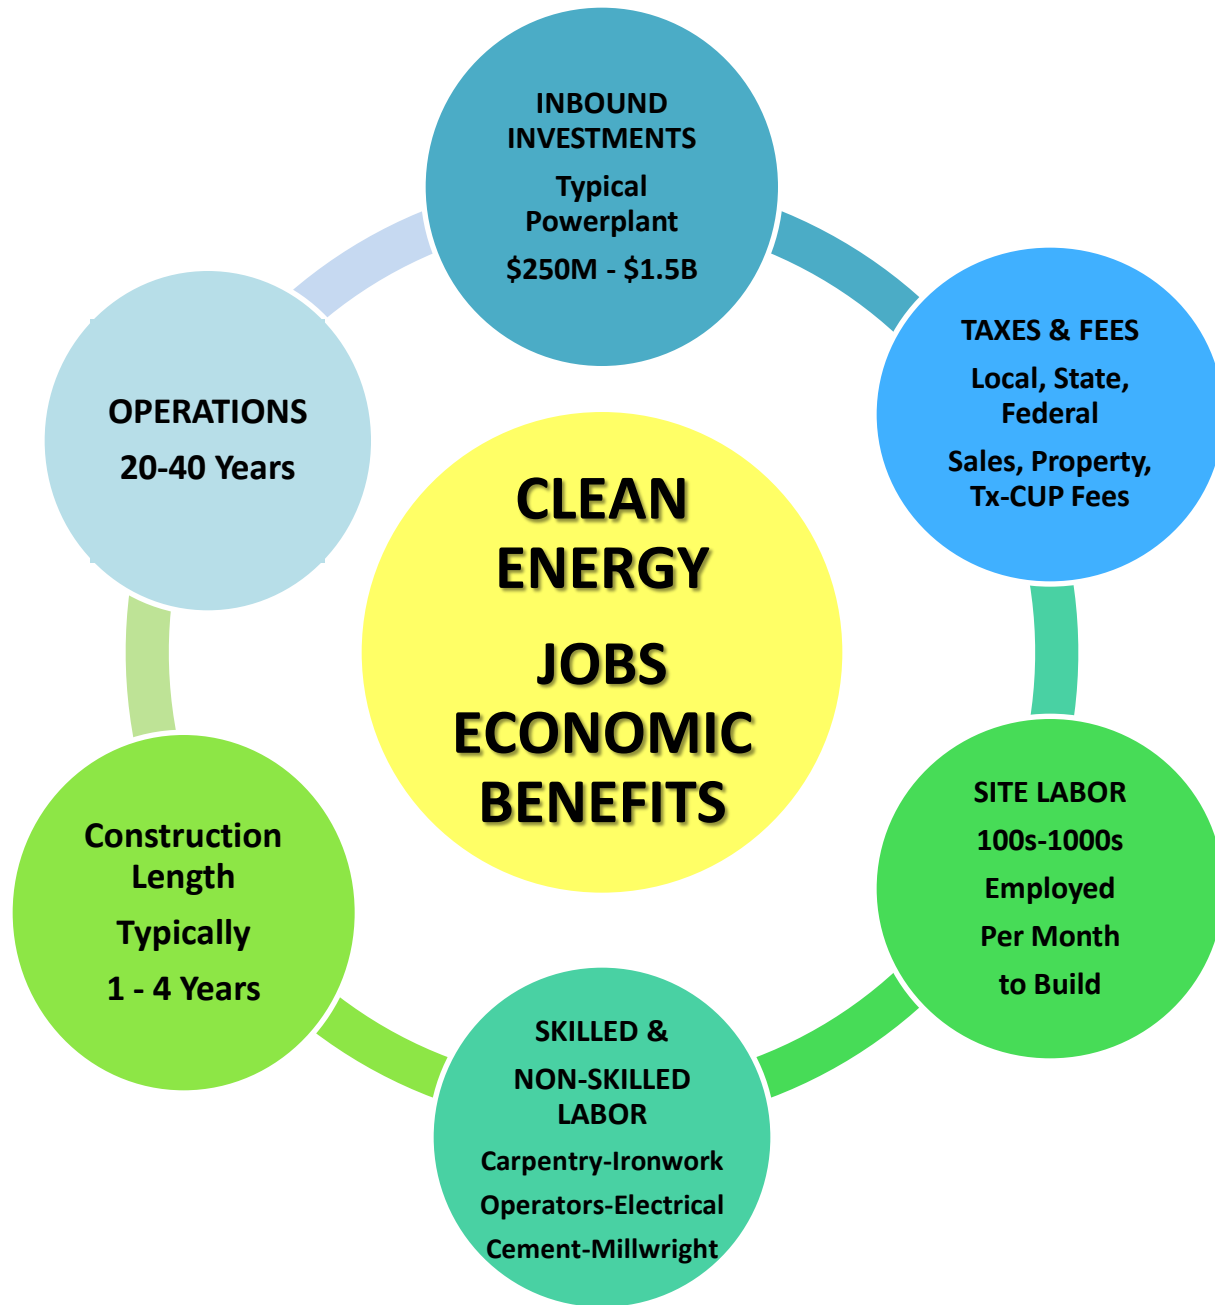 INBOUND
INVESTMENTS
Typical
Powerplant
$250M - $1.5B
TAXES & FEES
Local, State,
Federal
Sales, Property,
Tx-CUP Fees
SITE LABOR
100s-1000s
Employed
Per Month
to Build
SKILLED &
NON-SKILLED
LABOR
Carpentry-Ironwork
Operators-Electrical
Cement-Millwright
Construction
Length
Typically
1 - 4 Years
OPERATIONS
20-40 Years
CLEAN
ENERGY
JOBS
ECONOMIC
BENEFITS